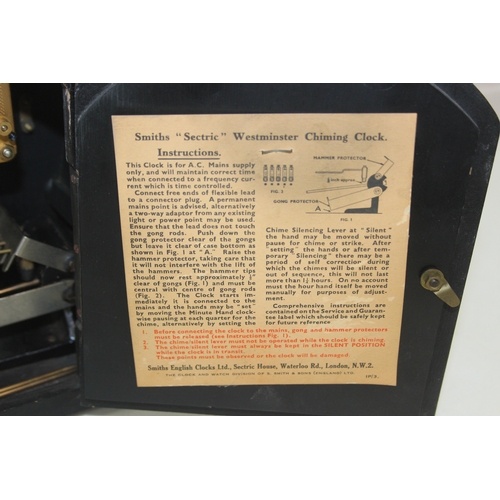 Smiths "Sectric" Westminster Chiming Clock.
Instructions.
This Clock is for A.C. Mains supply
only, and will maintain correct time
when connected to a frequency cur-
rent which is time controlled.
Connect free ends of flexible lead
to a connector plug. A permanent
mains point is advised, alternatively
a two-way adaptor from any existing
light or power point may be used.
Ensure that the lead does not touch
the gong rods. Push down the
gong protector clear of the gongs
but leave it clear of case bottom as
shown in Fig. 1 at "A." Raise the
hammer protector, taking care that
it will not interfere with the lift of
the hammers. The hammer tips
should now rest approximately
clear of gongs (Fig. 1) and must be
central with centre of gong rods
(Fig. 2). The Clock starts im-
mediately it is connected to the
mains and the hands may be "set"
by moving the Minute Hand clock-
wise pausing at each quarter for the
chime, alternatively by setting the
HAMMER PROTECTOR
FIG. 2
GONG PROTECTOR
A
FIG. 1
Chime Silencing Lever at "Silent"
the hand may be moved without
pause for chime or strike. After
"setting" the hands or after tem-
porary "Silencing" there may be a
period of self correction during
which the chimes will be silent or
out of sequence, this will not last
more than 1½ hours. On no account
must the hour hand itself be moved
manually for purposes of adjust-
ment.
Comprehensive instructions are
contained on the Service and Guaran-
tee label which should be safely kept
for future reference
1. Before connecting the clock to the mains, gong and hammer protectors
must be released (see Instructions Fig. 1).
2. The chime/silent lever must not be operated while the clock is chiming.
3. The chime/silent lever must always be kept in the SILENT POSITION
while the clock is in transit.
These points must be observed or the clock will be damaged.
Smiths English Clocks Ltd., Sectric House, Waterloo Rd., London, N.W.2.
THE CLOCK AND WATCH DIVISION OF S. SMITH & SONS (ENGLAND) LTD.